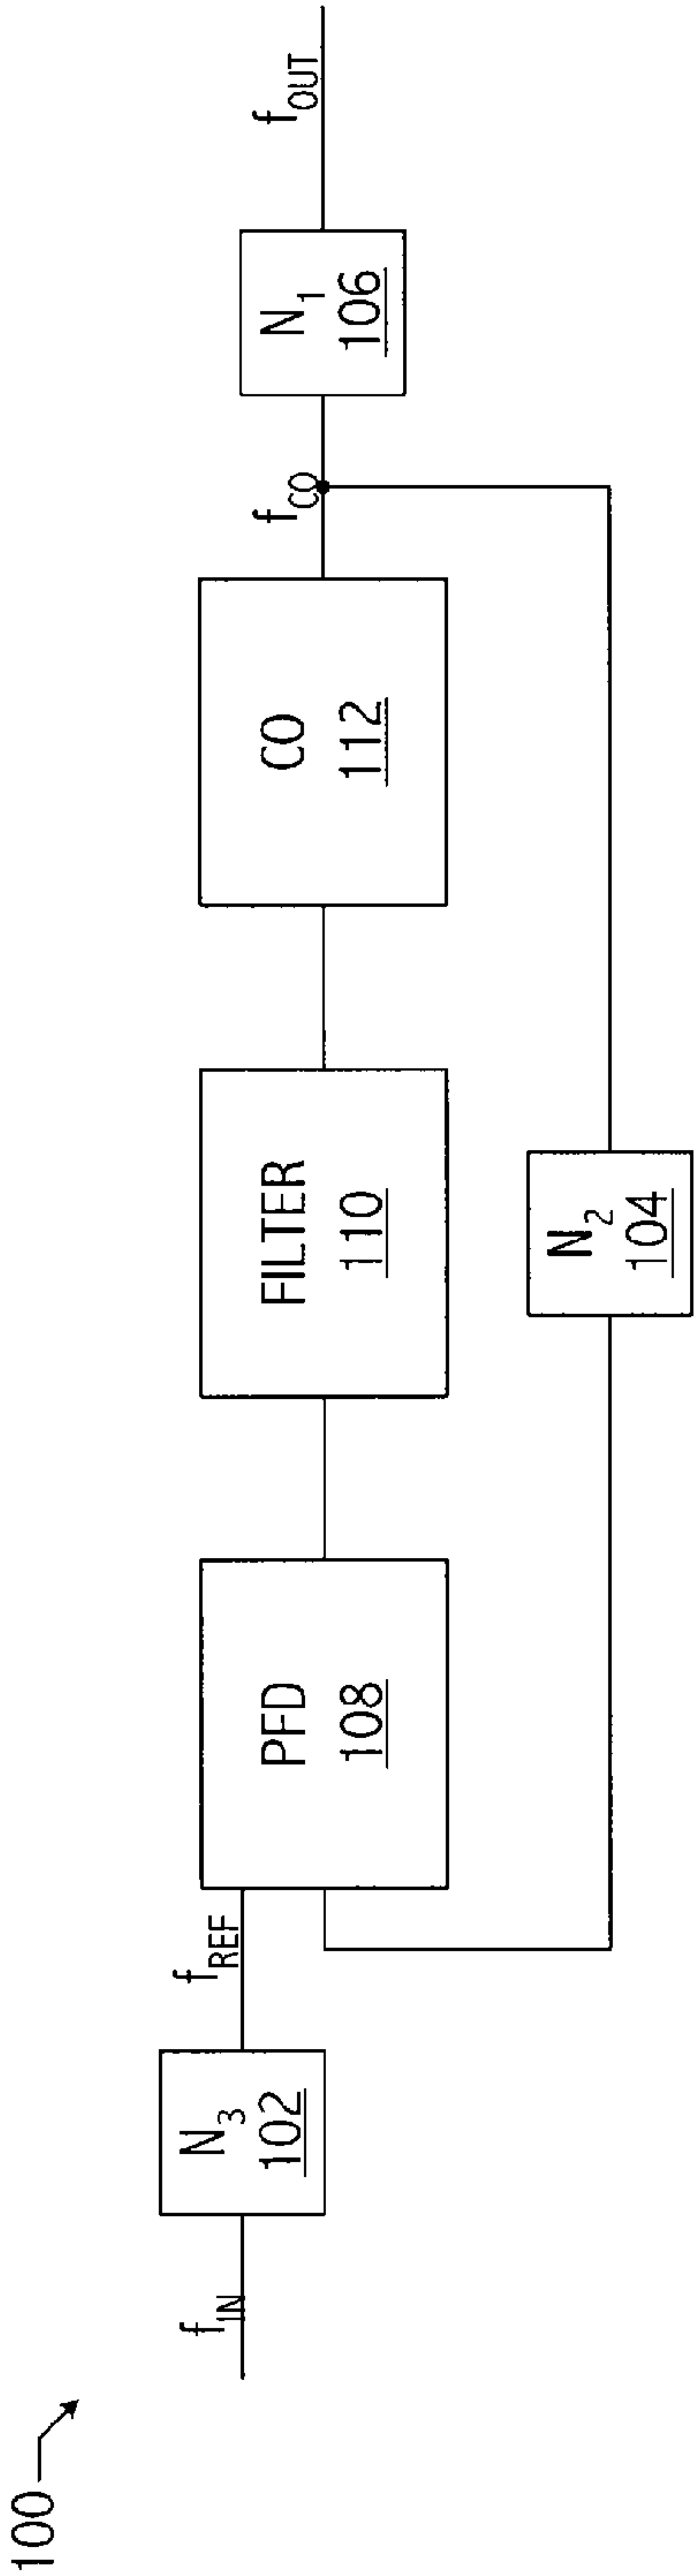 100
f_IN
N_3
102
f_REF
PFD
108
FILTER
110
CO
112
f_CO
N_1
106
f_OUT
N_2
104